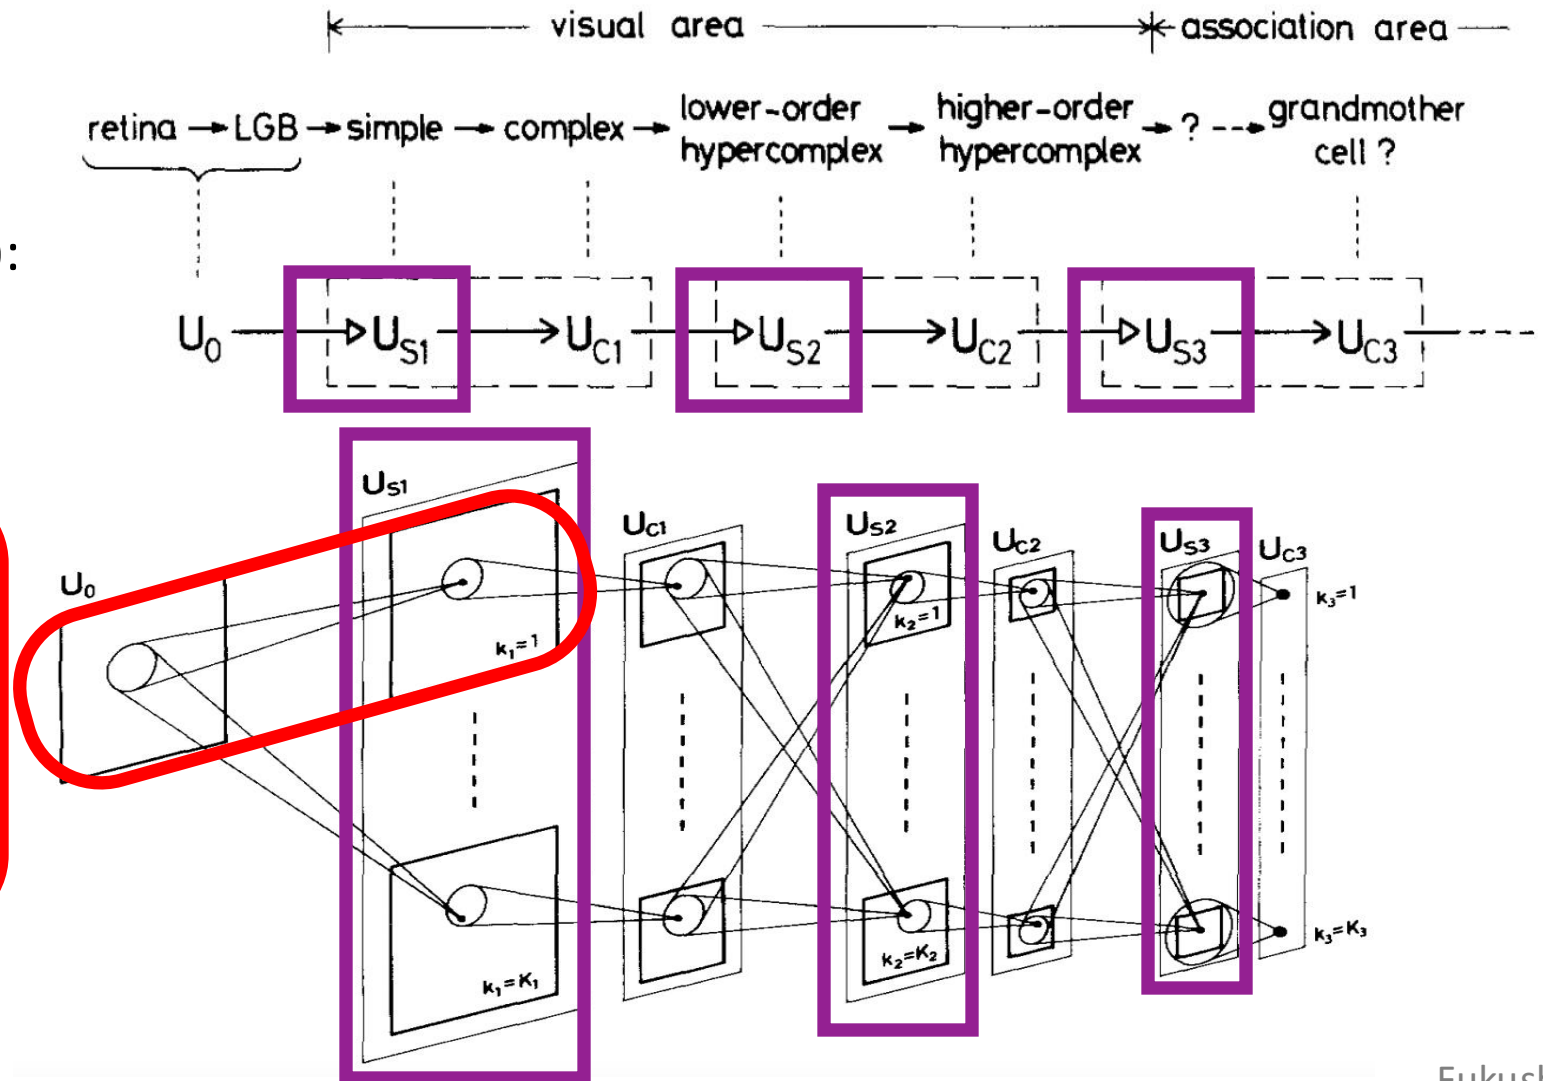 visual area association area
retina LGB simple complex lower-order hypercomplex higher-order hypercomplex ? grandmother cell ?
):
U0 US1 UC1 US2 UC2 US3 UC3
US1
UC1
US2
UC2
US3
UC3
U0
k1=1
k2=1
k3=1
k1=K1
k2=K2
k3=K3